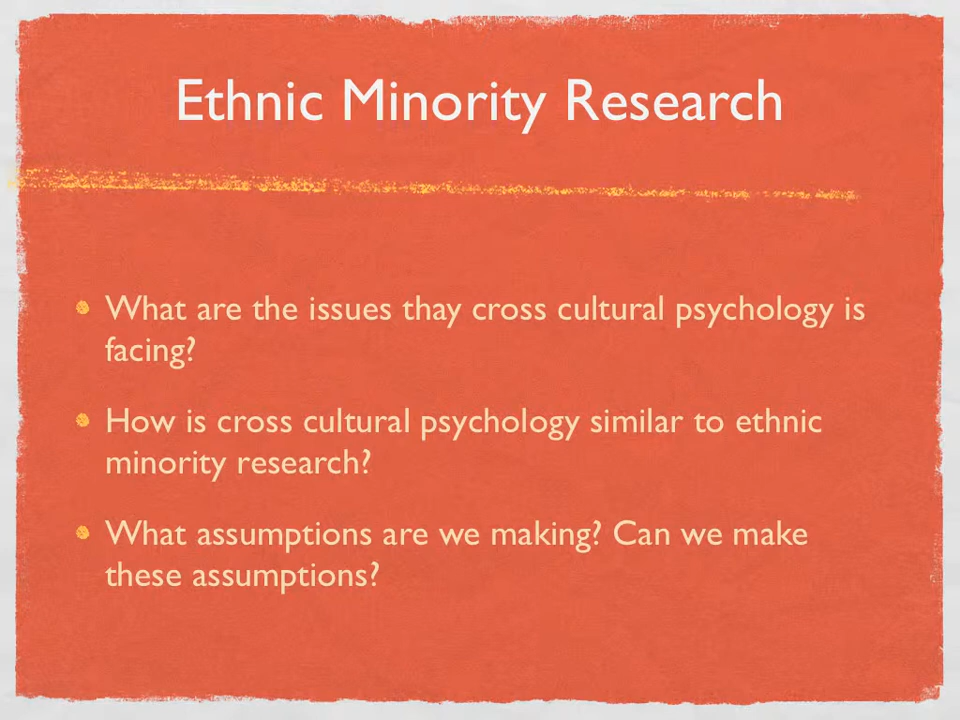 Ethnic Minority Research
What are the issues thay cross cultural psychology is
facing?
How is cross cultural psychology similar to ethnic
minority research?
What assumptions are we making? Can we make
these assumptions?